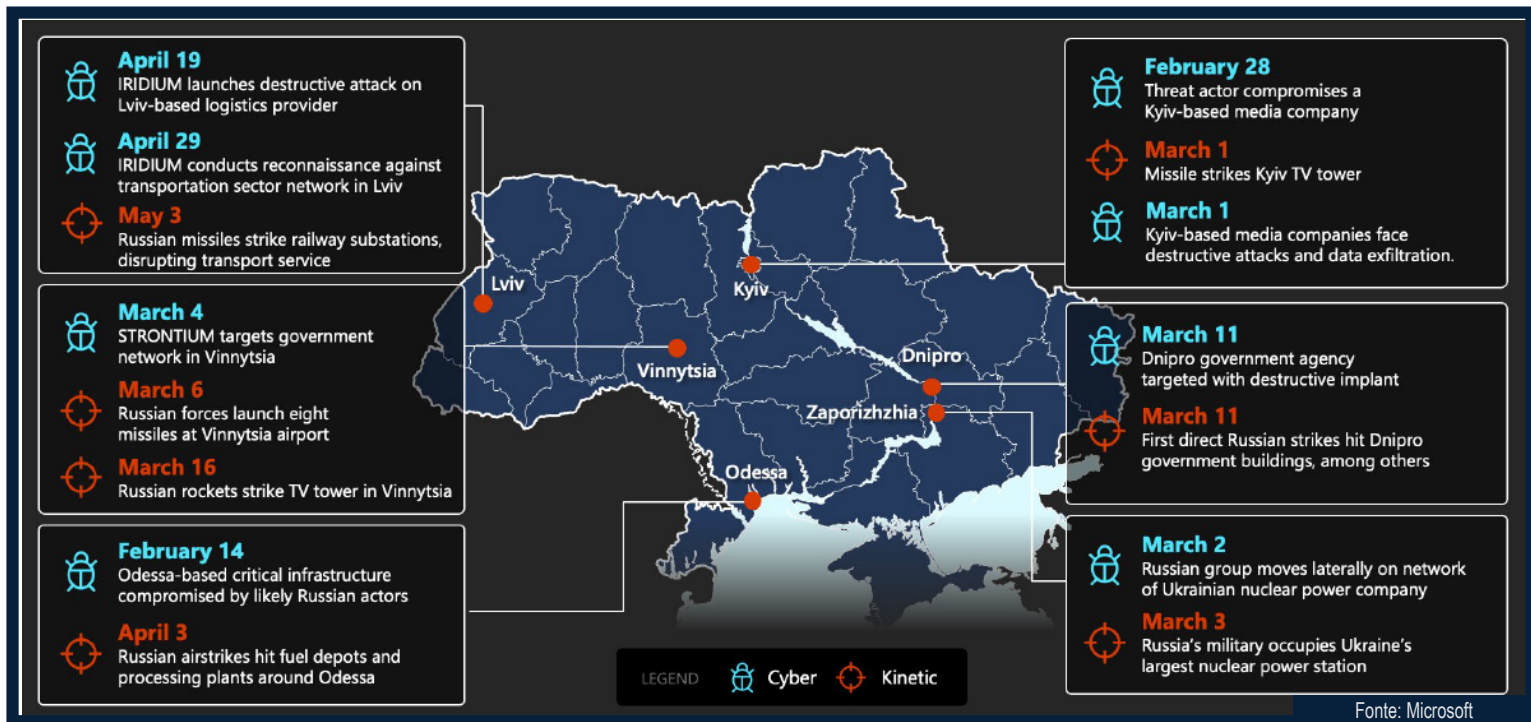 April 19
IRIDIUM launches destructive attack on
Lviv-based logistics provider
April 29
IRIDIUM conducts reconnaissance against
transportation sector network in Lviv
May 3
Russian missiles strike railway substations,
disrupting transport service
March 4
STRONTIUM targets government
network in Vinnytsia
March 6
Russian forces launch eight
missiles at Vinnytsia airport
March 16
Russian rockets strike TV tower in Vinnytsia
February 14
Odessa-based critical infrastructure
compromised by likely Russian actors
April 3
Russian airstrikes hit fuel depots and
processing plants around Odessa
Lviv
Kyiv
Vinnytsia
Dnipro
Zaporizhzhia
Odessa
LEGEND Cyber Kinetic
February 28
Threat actor compromises a
Kyiv-based media company
March 1
Missile strikes Kyiv TV tower
March 1
Kyiv-based media companies face
destructive attacks and data exfiltration.
March 11
Dnipro government agency
targeted with destructive implant
March 11
First direct Russian strikes hit Dnipro
government buildings, among others
March 2
Russian group moves laterally on network
of Ukrainian nuclear power company
March 3
Russia's military occupies Ukraine's
largest nuclear power station
Fonte: Microsoft